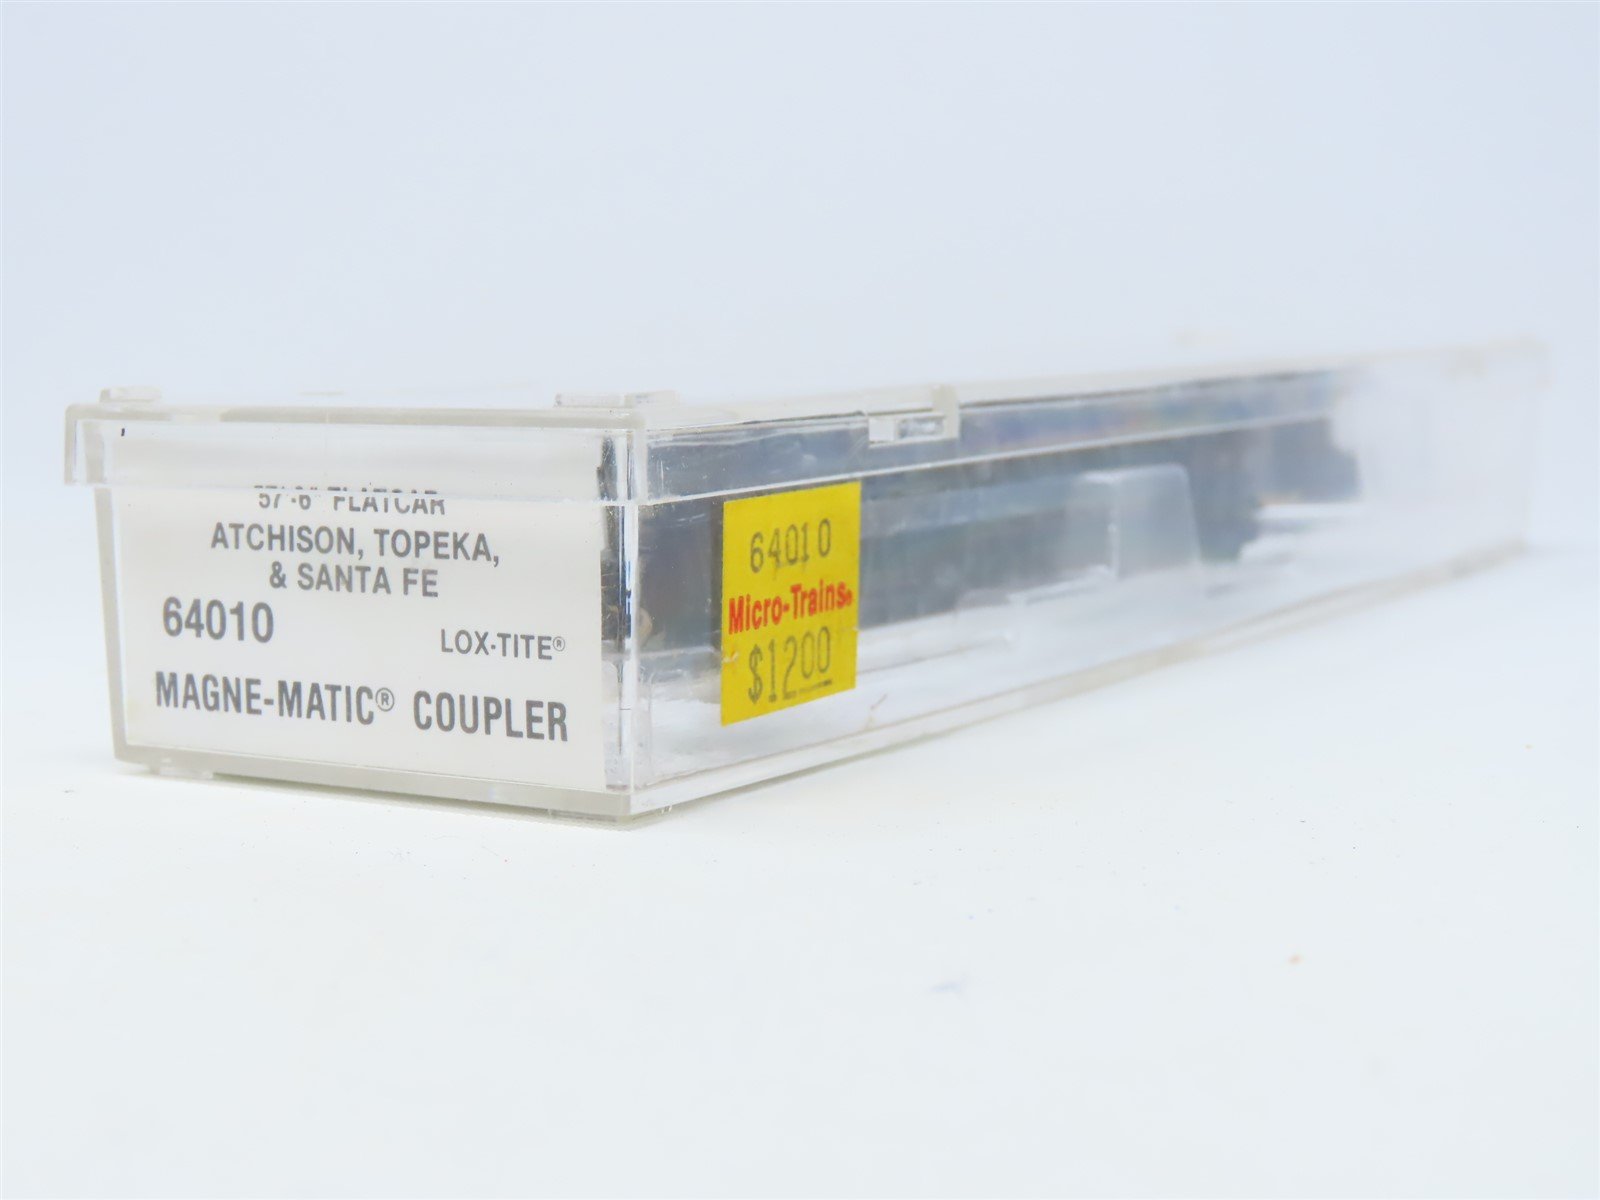 57'-6" FLATCAR
ATCHISON, TOPEKA,
& SANTA FE
64010
LOX-TITE®
MAGNE-MATIC® COUPLER
64010
Micro-Trains®
$12.00